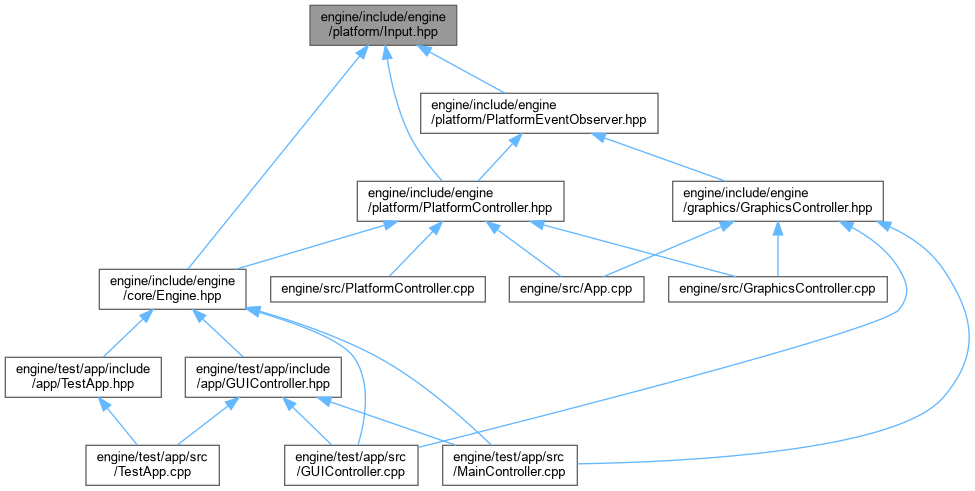 engine/include/engine
/platform/Input.hpp
engine/include/engine
/platform/PlatformEventObserver.hpp
engine/include/engine
/platform/PlatformController.hpp
engine/include/engine
/graphics/GraphicsController.hpp
engine/include/engine
/core/Engine.hpp
engine/src/PlatformController.cpp
engine/src/App.cpp
engine/src/GraphicsController.cpp
engine/test/app/include
/app/TestApp.hpp
engine/test/app/include
/app/GUIController.hpp
engine/test/app/src
/TestApp.cpp
engine/test/app/src
/GUIController.cpp
engine/test/app/src
/MainController.cpp